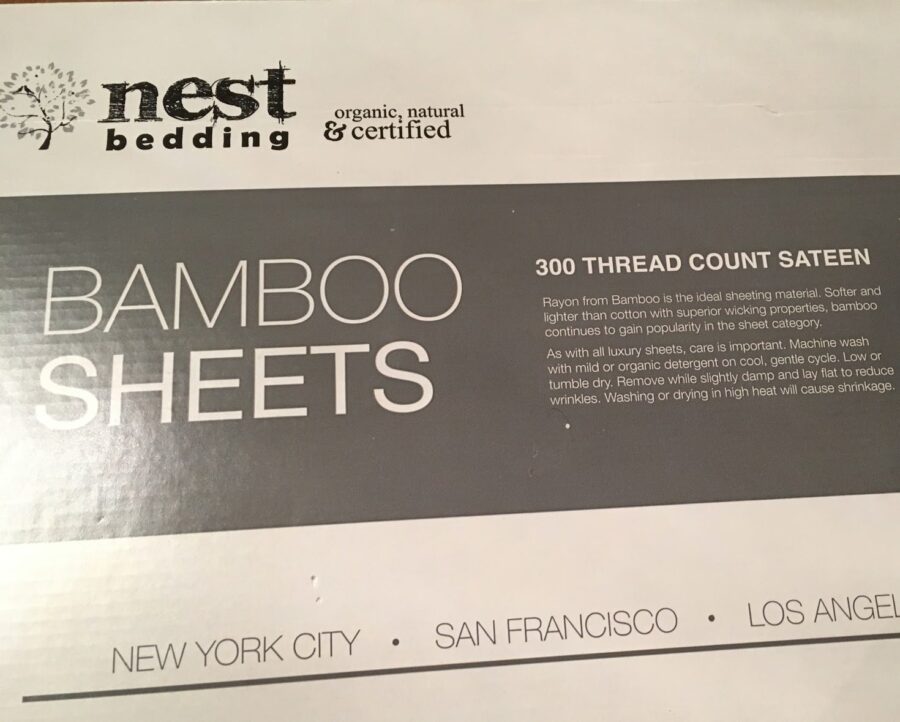 nest
bedding
organic, natural
& certified
BAMBOO
SHEETS
300 THREAD COUNT SATEEN
Rayon from Bamboo is the ideal sheeting material. Softer and
lighter than cotton with superior wicking properties, bamboo
continues to gain popularity in the sheet category.
As with all luxury sheets, care is important. Machine wash
with mild or organic detergent on cool, gentle cycle. Low or
tumble dry. Remove while slightly damp and lay flat to reduce
wrinkles. Washing or drying in high heat will cause shrinkage.
NEW YORK CITY • SAN FRANCISCO • LOS ANGEL